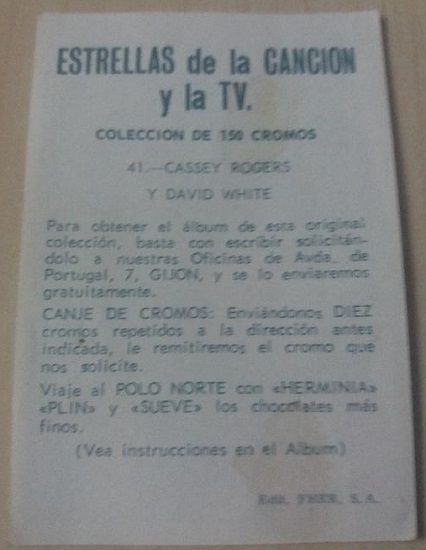 ESTRELLAS de la CANCION
y la TV.
COLECCION DE 150 CROMOS
41.—CASSEY ROGERS
Y DAVID WHITE
Para obtener el álbum de esta original
colección, basta con escribir solicitán-
dolo a nuestras Oficinas de Avda. de
Portugal, 7, GIJON, y se lo enviaremos
gratuitamente.
CANJE DE CROMOS: Enviándonos DIEZ
cromos repetidos a la dirección antes
indicada, le remitiremos el cromo que
nos solicite.
Viaje al POLO NORTE con «HERMINIA»
«PLIN» y «SUEVE» los chocolates más
finos.
(Vea instrucciones en el Album)
Edit. FHER, S. A.